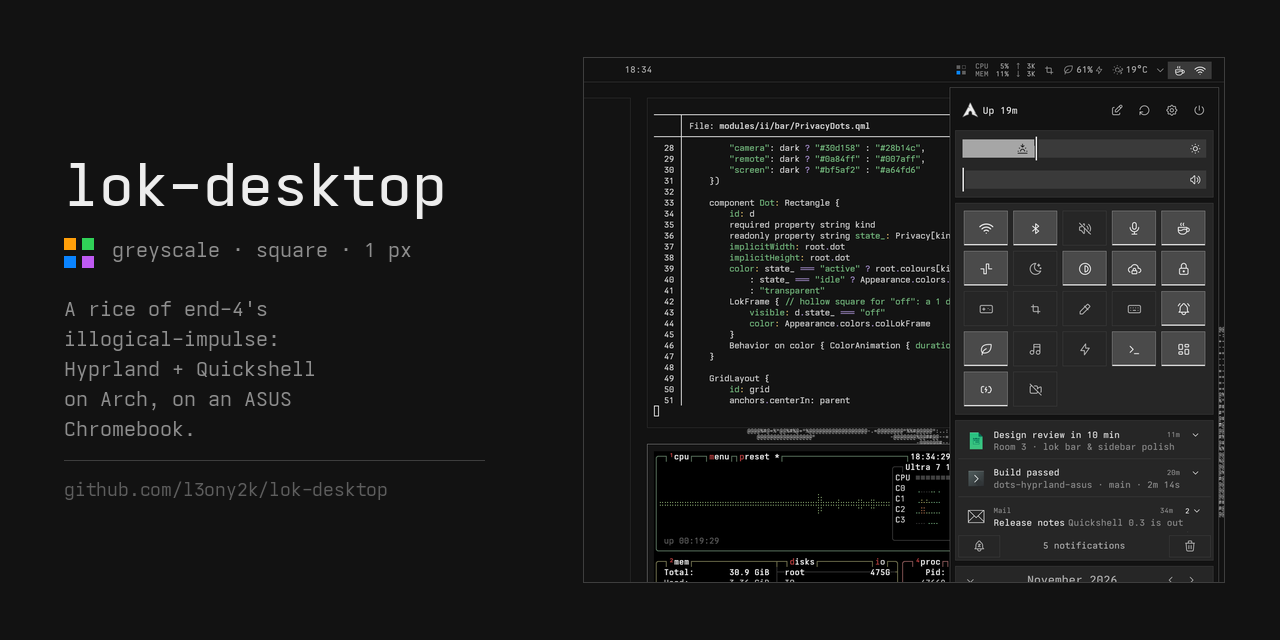 lok-desktop
greyscale · square · 1 px
A rice of end-4's
illogical-impulse:
Hyprland + Quickshell
on Arch, on an ASUS
Chromebook.
github.com/l3ony2k/lok-desktop
18:34
CPU 5% ↑ 3K
MEM 11% ↓ 3K
61%
19°C
File: modules/ii/bar/PrivacyDots.qml
28 "camera": dark ? "#30d158" : "#28b14c",
29 "remote": dark ? "#0a84ff" : "#007aff",
30 "screen": dark ? "#bf5af2" : "#a64fd6"
31 })
32
33 component Dot: Rectangle {
34 id: d
35 required property string kind
36 readonly property string state_: Privacy[kin
37 implicitWidth: root.dot
38 implicitHeight: root.dot
39 color: state_ === "active" ? root.colours[ki
40 : state_ === "idle" ? Appearance.colors.
41 : "transparent"
42 LokFrame { // hollow square for "off": a 1 d
43 visible: d.state_ === "off"
44 color: Appearance.colors.colLokFrame
45 }
46 Behavior on color { ColorAnimation { duratio
47 }
48
49 GridLayout {
50 id: grid
51 anchors.centerIn: parent
¹cpu menu preset * 18:34:29
Ultra 7 1
CPU
C0
C1
C2
C3
up 00:19:29
²mem disks io ⁴proc
Total: 30.9 GiB root 475G Pid:
Up 19m
Design review in 10 min 11m
Room 3 · lok bar & sidebar polish
Build passed 20m
dots-hyprland-asus · main · 2m 14s
Mail 34m 2
Release notes Quickshell 0.3 is out
5 notifications
November 2026